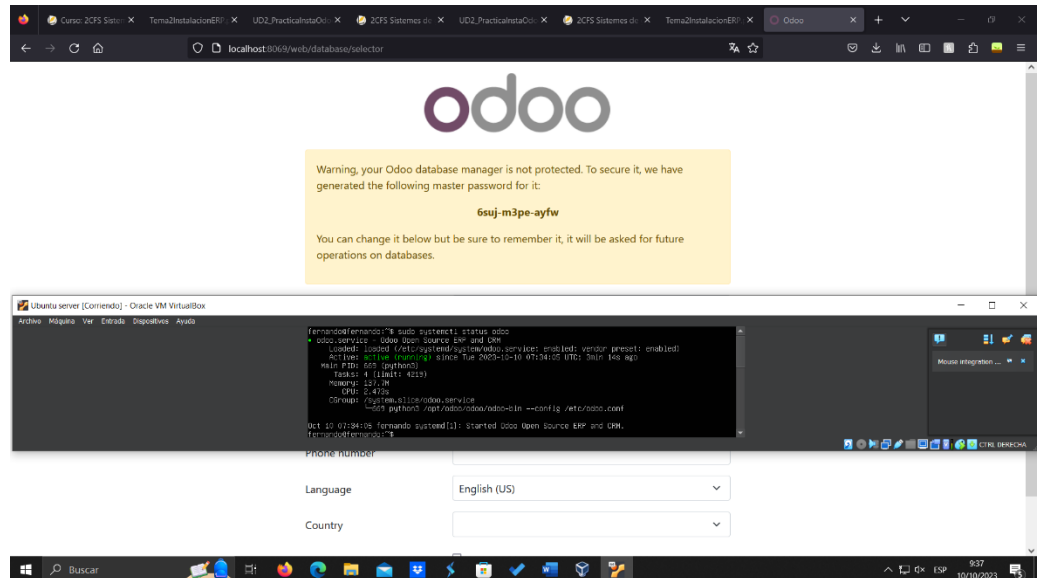 Curso: 2CFS Sistem
Tema2InstalacionERP.
UD2_PracticaInstaOdo
2CFS Sistemes de
UD2_PracticaInstaOdo
2CFS Sistemes de
Tema2InstalacionERP.
Odoo
localhost:8069/web/database/selector
odoo
Warning, your Odoo database manager is not protected. To secure it, we have
generated the following master password for it:
6suj-m3pe-ayfw
You can change it below but be sure to remember it, it will be asked for future
operations on databases.
Ubuntu server [Corriendo] - Oracle VM VirtualBox
Archivo Máquina Ver Entrada Dispositivos Ayuda
fernando@fernando:~$ sudo systemctl status odoo
● odoo.service - Odoo Open Source ERP and CRM
Loaded: loaded (/etc/systemd/system/odoo.service; enabled; vendor preset: enabled)
Active: active (running) since Tue 2023-10-10 07:34:05 UTC; 3min 14s ago
Main PID: 669 (python3)
Tasks: 4 (limit: 4219)
Memory: 137.7M
CPU: 2.473s
CGroup: /system.slice/odoo.service
└─669 python3 /opt/odoo/odoo/odoo-bin --config /etc/odoo.conf
Oct 10 07:34:05 fernando systemd[1]: Started Odoo Open Source ERP and CRM.
fernando@fernando:~$
Mouse integration ...
CTRL DERECHA
Phone number
Language
English (US)
Country
Buscar
ESP
9:37
10/10/2023